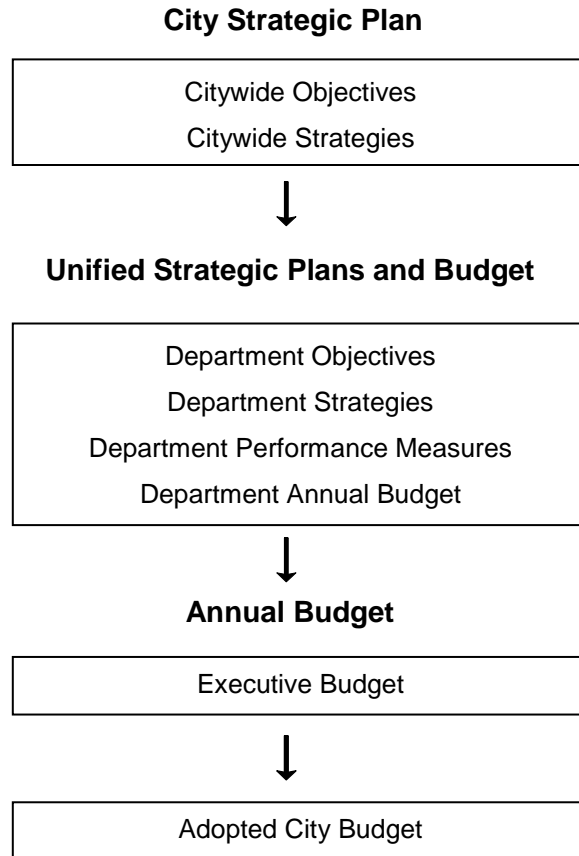 City Strategic Plan
Citywide Objectives
Citywide Strategies
Unified Strategic Plans and Budget
Department Objectives
Department Strategies
Department Performance Measures
Department Annual Budget
Annual Budget
Executive Budget
Adopted City Budget